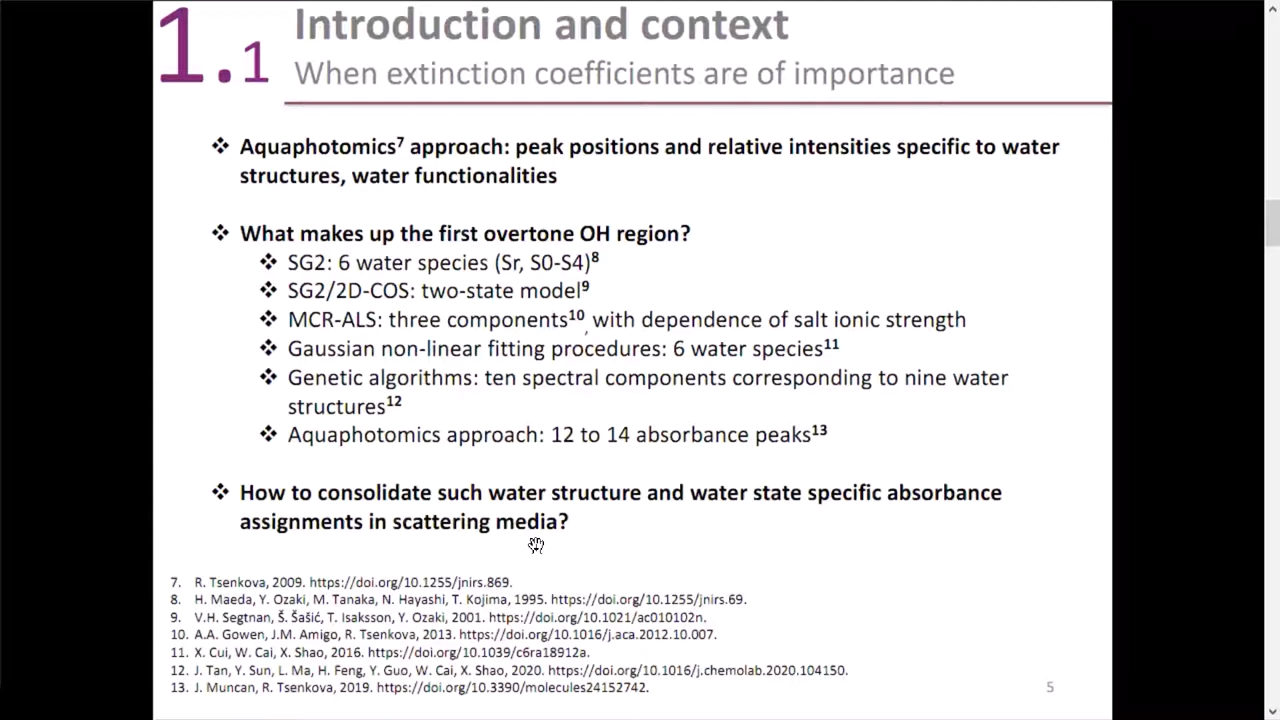 1.1
Introduction and context
When extinction coefficients are of importance
❖ Aquaphotomics⁷ approach: peak positions and relative intensities specific to water
structures, water functionalities
❖ What makes up the first overtone OH region?
❖ SG2: 6 water species (Sr, S0-S4)⁸
❖ SG2/2D-COS: two-state model⁹
❖ MCR-ALS: three components¹⁰, with dependence of salt ionic strength
❖ Gaussian non-linear fitting procedures: 6 water species¹¹
❖ Genetic algorithms: ten spectral components corresponding to nine water
structures¹²
❖ Aquaphotomics approach: 12 to 14 absorbance peaks¹³
❖ How to consolidate such water structure and water state specific absorbance
assignments in scattering media?
7. R. Tsenkova, 2009. https://doi.org/10.1255/jnirs.869.
8. H. Maeda, Y. Ozaki, M. Tanaka, N. Hayashi, T. Kojima, 1995. https://doi.org/10.1255/jnirs.69.
9. V.H. Segtnan, Š. Šašić, T. Isaksson, Y. Ozaki, 2001. https://doi.org/10.1021/ac010102n.
10. A.A. Gowen, J.M. Amigo, R. Tsenkova, 2013. https://doi.org/10.1016/j.aca.2012.10.007.
11. X. Cui, W. Cai, X. Shao, 2016. https://doi.org/10.1039/c6ra18912a.
12. J. Tan, Y. Sun, L. Ma, H. Feng, Y. Guo, W. Cai, X. Shao, 2020. https://doi.org/10.1016/j.chemolab.2020.104150.
13. J. Muncan, R. Tsenkova, 2019. https://doi.org/10.3390/molecules24152742.
5